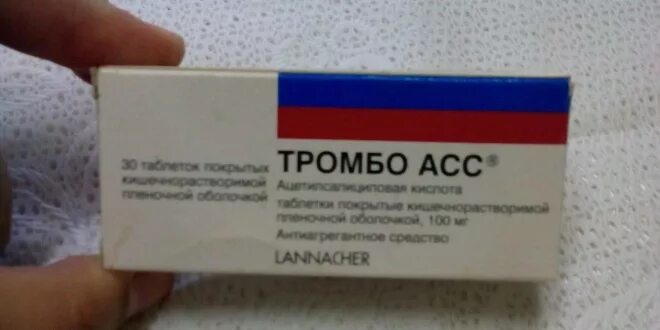 30 таблеток покрытых
кишечнорастворимой
пленочной оболочкой
ТРОМБО АСС®
Ацетилсалициловая кислота
таблетки покрытые кишечнорастворимой
пленочной оболочкой, 100 мг
Антиагрегантное средство
LANNACHER